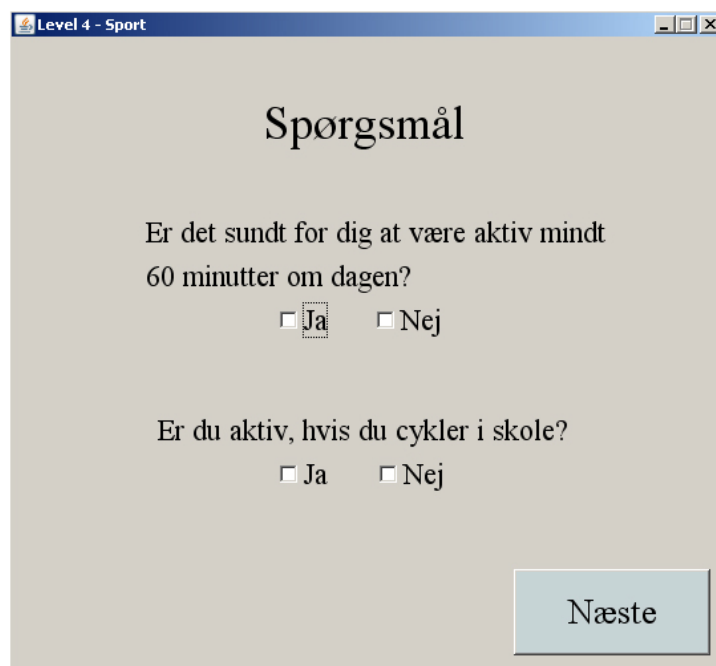 Level 4 - Sport
Spørgsmål
Er det sundt for dig at være aktiv mindt
60 minutter om dagen?
Ja Nej
Er du aktiv, hvis du cykler i skole?
Ja Nej
Næste